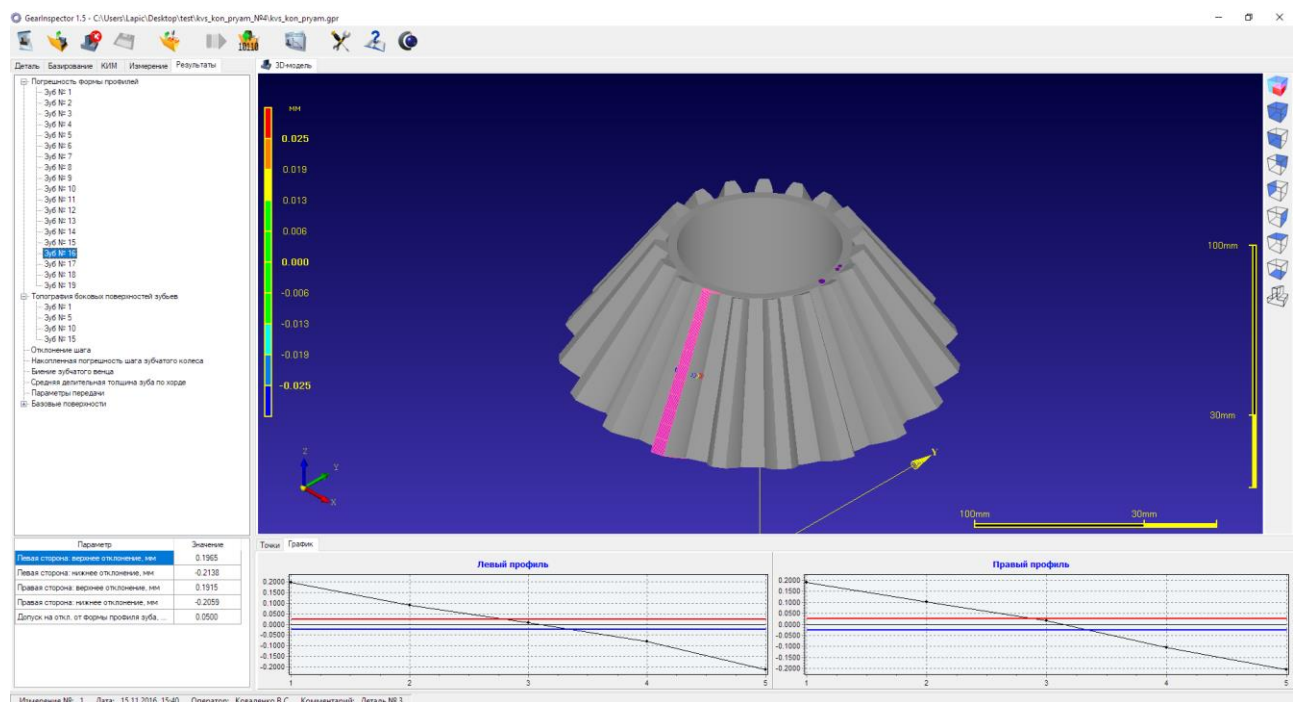 GearInspector 1.5 - C:\Users\Lapic\Desktop\test\kvs_kon_pryam_№4\kvs_kon_pryam.gpr
Деталь Базирование КИМ Измерение Результаты
3D-модель
Погрешность формы профилей
Зуб № 1
Зуб № 2
Зуб № 3
Зуб № 4
Зуб № 5
Зуб № 6
Зуб № 7
Зуб № 8
Зуб № 9
Зуб № 10
Зуб № 11
Зуб № 12
Зуб № 13
Зуб № 14
Зуб № 15
Зуб № 16
Зуб № 17
Зуб № 18
Зуб № 19
Топография боковых поверхностей зубьев
Зуб № 1
Зуб № 5
Зуб № 10
Зуб № 15
Отклонение шага
Накопленная погрешность шага зубчатого колеса
Биение зубчатого венца
Средняя делительная толщина зуба по хорде
Параметры передачи
Базовые поверхности
мм
0.025
0.019
0.013
0.006
0.000
-0.006
-0.013
-0.019
-0.025
100mm
30mm
Y
Z
Y
X
100mm 30mm
Параметр Значение
Левая сторона: верхнее отклонение, мм 0.1965
Левая сторона: нижнее отклонение, мм -0.2138
Правая сторона: верхнее отклонение, мм 0.1915
Правая сторона: нижнее отклонение, мм -0.2059
Допуск на откл. от формы профиля зуба, ... 0.0500
Точки График
Левый профиль
0.2000
0.1500
0.1000
0.0500
0.0000
-0.0500
-0.1000
-0.1500
-0.2000
1 2 3 4 5
Правый профиль
0.2000
0.1500
0.1000
0.0500
0.0000
-0.0500
-0.1000
-0.1500
-0.2000
1 2 3 4 5
Измерение №: 1 Дата: 15.11.2016 15:40 Оператор: Коваленко В.С. Комментарий: Деталь № 3